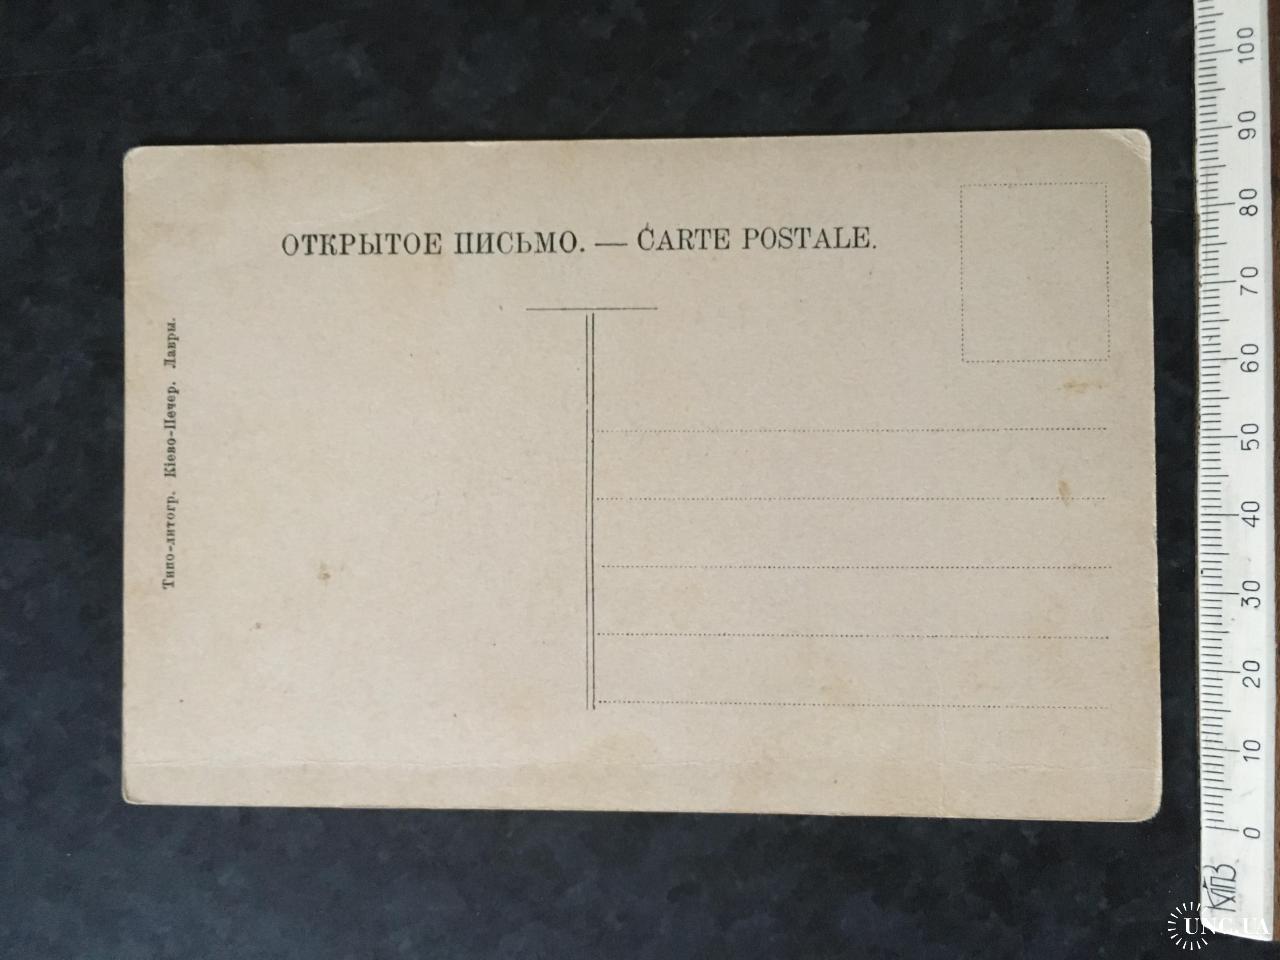 ОТКРЫТОЕ ПИСЬМО. — CARTE POSTALE.
Типо-литогр. Кіево-Печер. Лавры.
100
90
80
70
60
50
40
30
20
10
0
КПЗ
UNC.UA